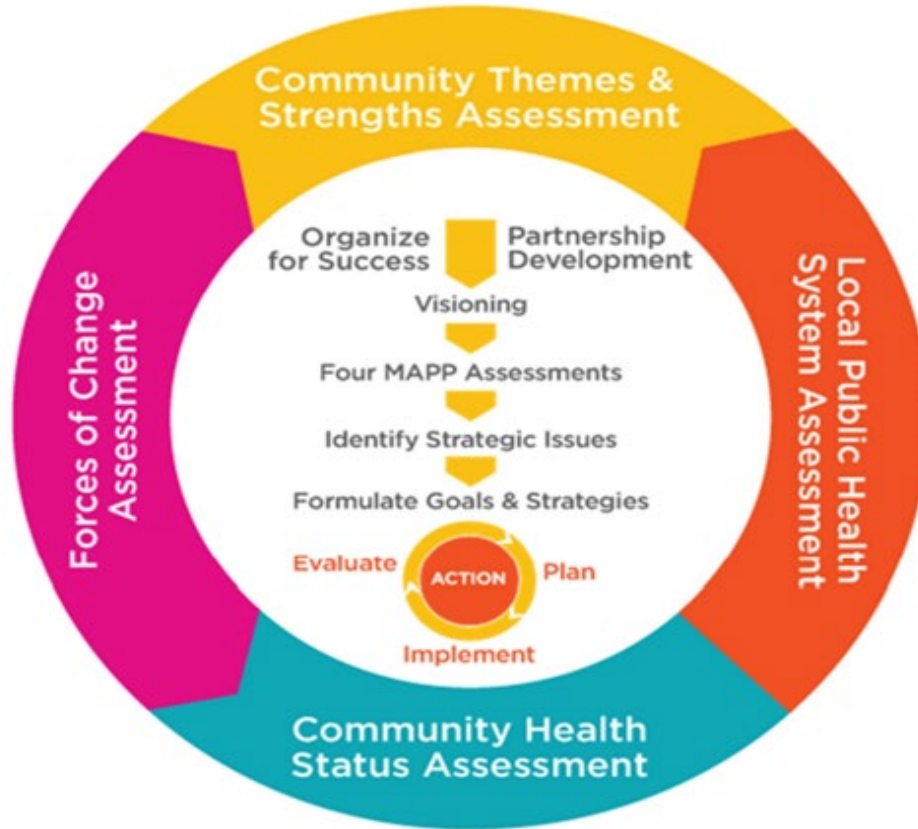 Community Themes &
Strengths Assessment
Local Public Health
System Assessment
Community Health
Status Assessment
Forces of Change
Assessment
Organize
for Success
Partnership
Development
Visioning
Four MAPP Assessments
Identify Strategic Issues
Formulate Goals & Strategies
Evaluate
ACTION
Plan
Implement